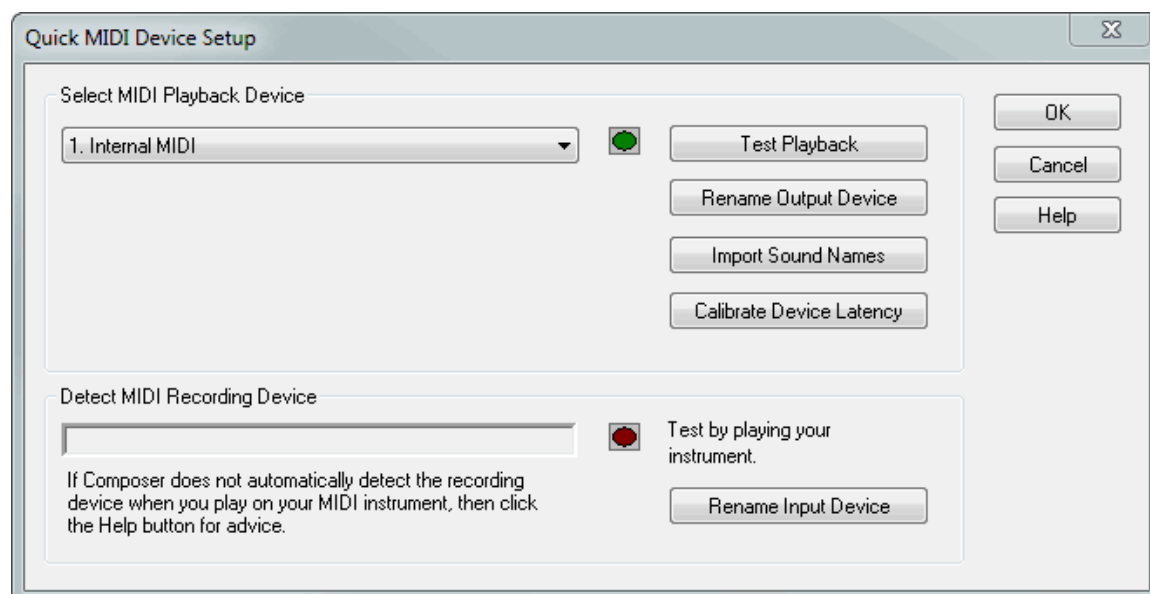 Quick MIDI Device Setup
Select MIDI Playback Device
1. Internal MIDI
Test Playback
Rename Output Device
Import Sound Names
Calibrate Device Latency
OK
Cancel
Help
Detect MIDI Recording Device
Test by playing your
instrument.
If Composer does not automatically detect the recording
device when you play on your MIDI instrument, then click
the Help button for advice.
Rename Input Device